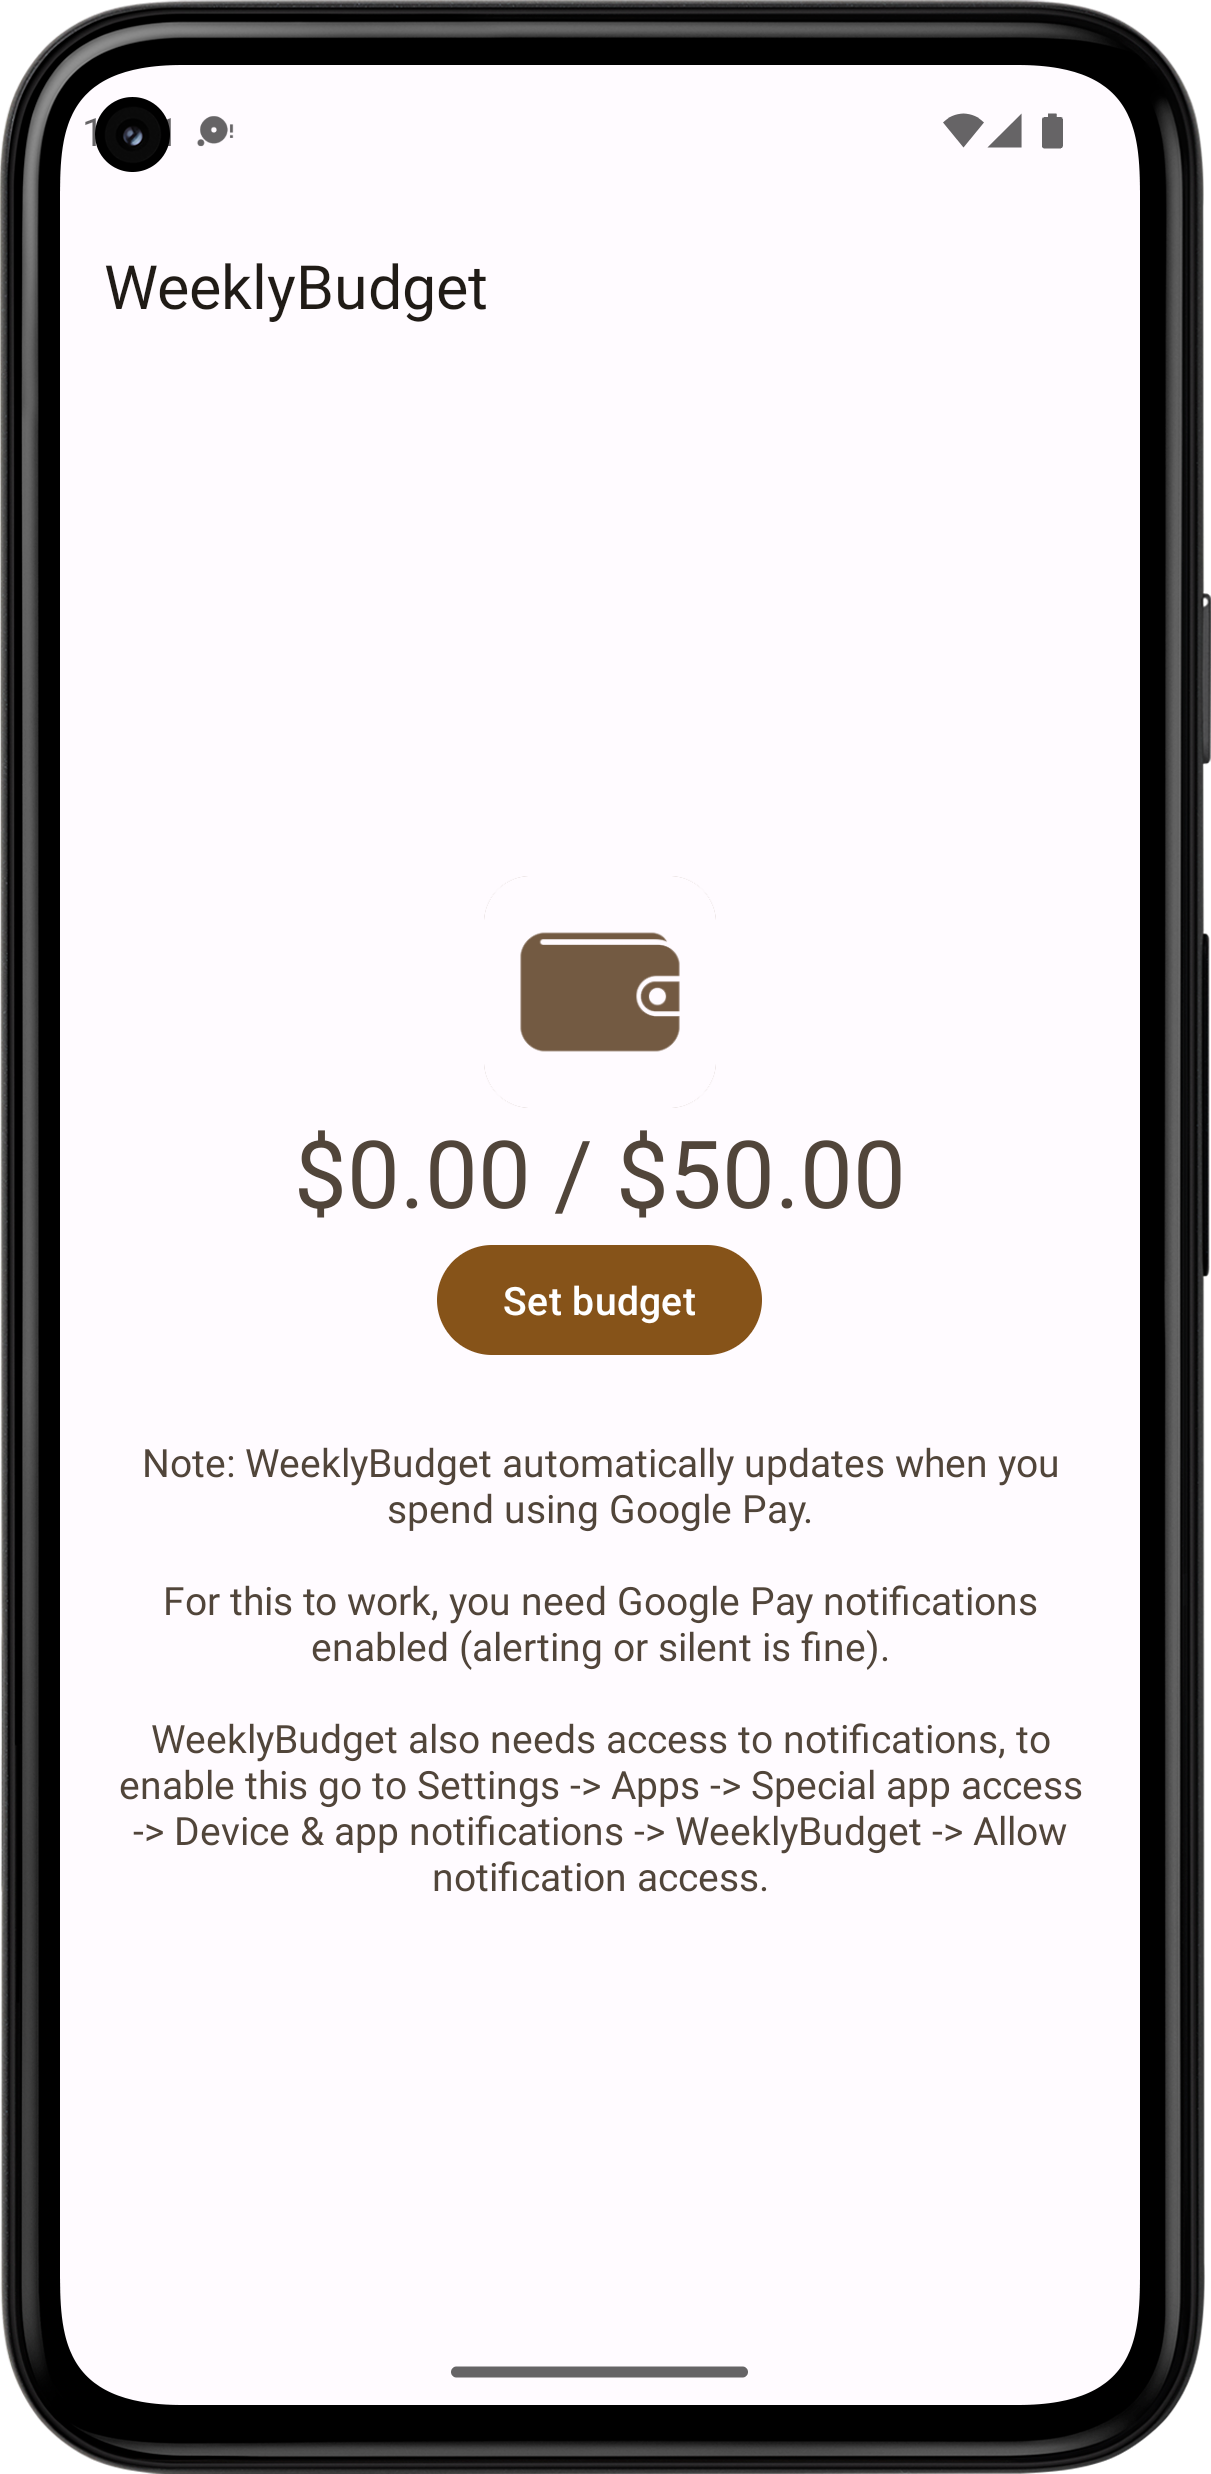 WeeklyBudget
$0.00 / $50.00
Set budget
Note: WeeklyBudget automatically updates when you
spend using Google Pay.
For this to work, you need Google Pay notifications
enabled (alerting or silent is fine).
WeeklyBudget also needs access to notifications, to
enable this go to Settings -> Apps -> Special app access
-> Device & app notifications -> WeeklyBudget -> Allow
notification access.